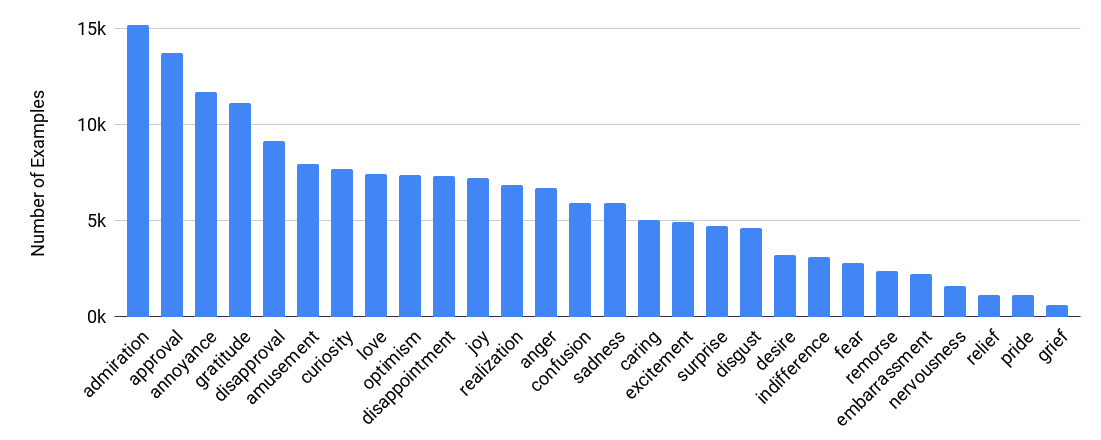 15k
10k
5k
0k
Number of Examples
admiration
approval
annoyance
gratitude
disapproval
amusement
curiosity
love
optimism
disappointment
joy
realization
anger
confusion
sadness
caring
excitement
surprise
disgust
desire
indifference
fear
remorse
embarrassment
nervousness
relief
pride
grief